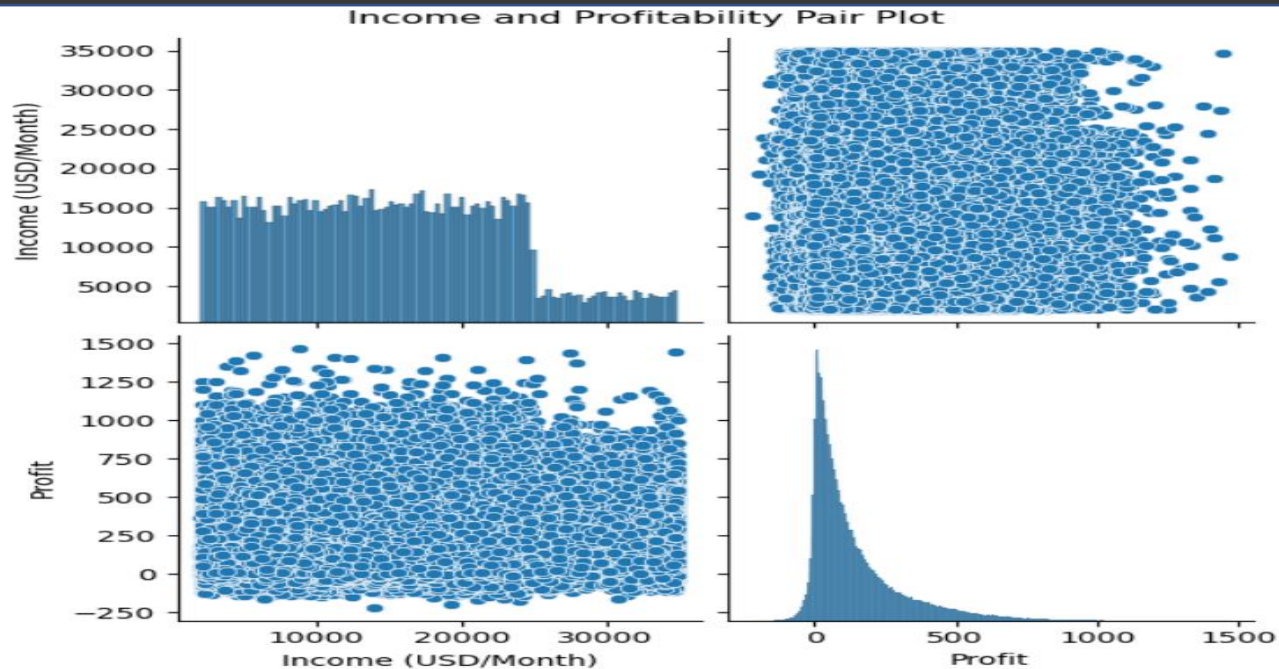 Income and Profitability Pair Plot
35000
30000
25000
20000
15000
10000
5000
Income (USD/Month)
1500
1250
1000
750
500
250
0
−250
Profit
10000 20000 30000
Income (USD/Month)
0 500 1000 1500
Profit